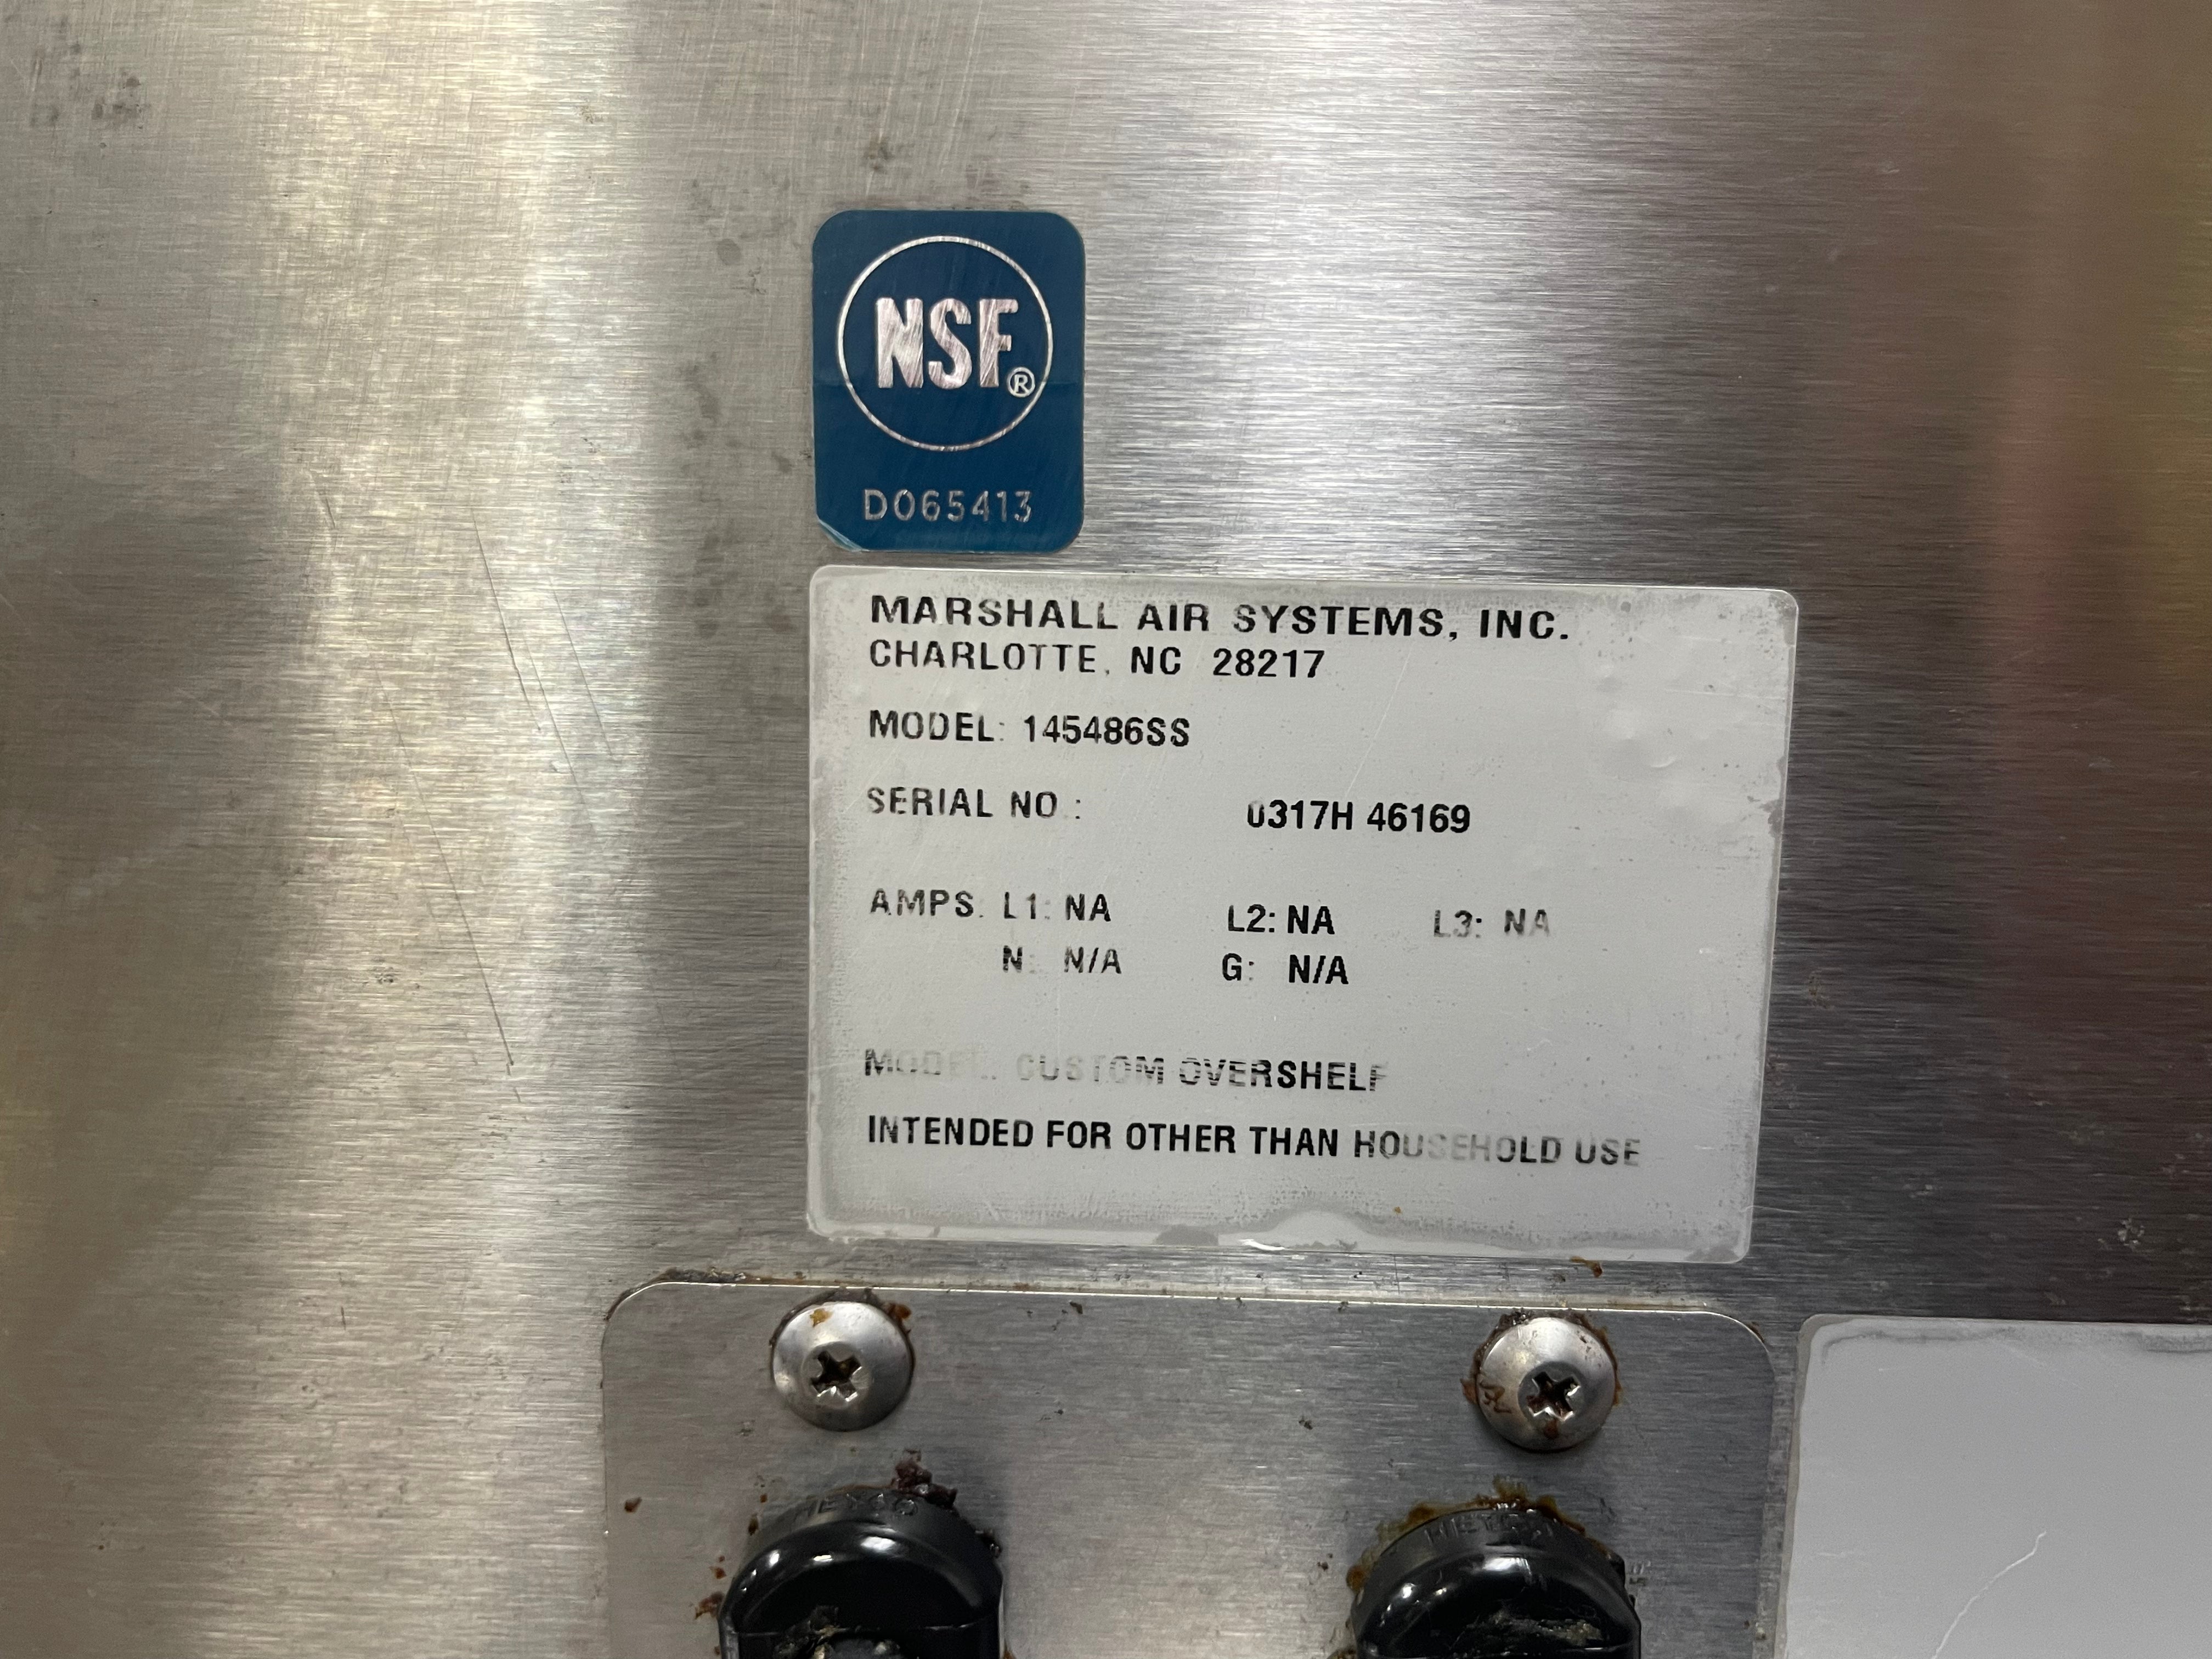 NSF®
D065413
MARSHALL AIR SYSTEMS, INC.
CHARLOTTE, NC 28217
MODEL: 145486SS
SERIAL NO.: 0317H 46169
AMPS: L1: NA L2: NA L3: NA
N: N/A G: N/A
MODEL: CUSTOM OVERSHELF
INTENDED FOR OTHER THAN HOUSEHOLD USE